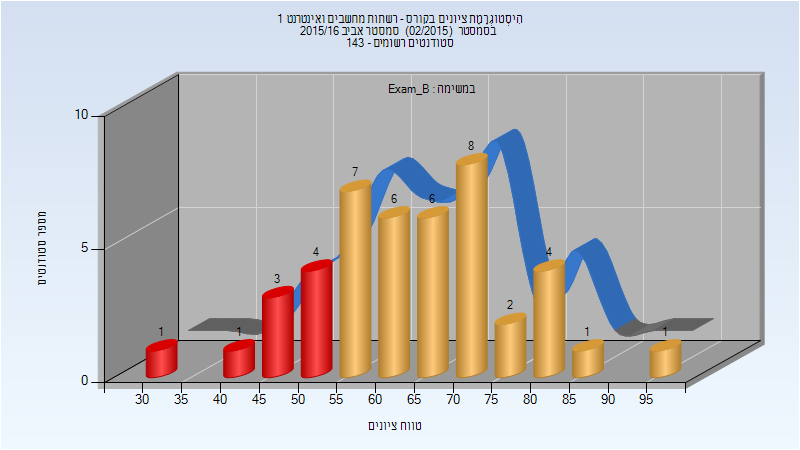 הִיסְטוֹגְרָמַת ציונים בקורס - רשתות מחשבים ואינטרנט 1
בסמסטר (02/2015) סמסטר אביב 2015/16
סטודנטים רשומים - 143
במשימה : Exam_B
10
5
0
מספר סטודנטים
1
1
3
4
7
6
6
8
2
4
1
1
30 35 40 45 50 55 60 65 70 75 80 85 90 95
טווח ציונים